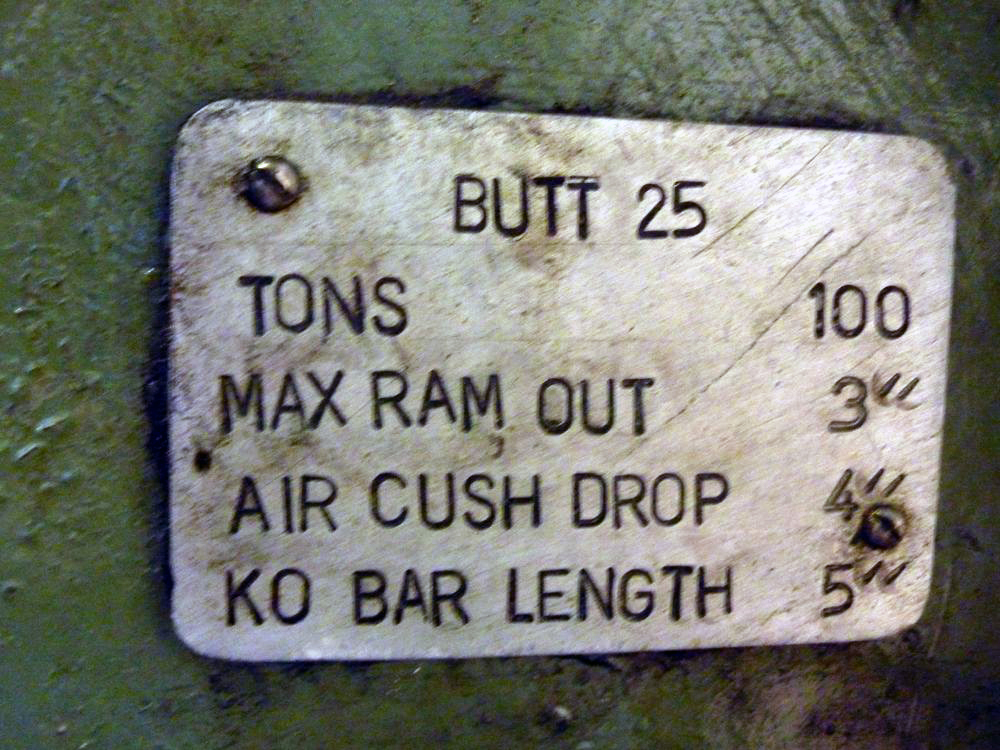 BUTT 25
TONS 100
MAX RAM OUT 3"
AIR CUSH DROP 4"
KO BAR LENGTH 5"